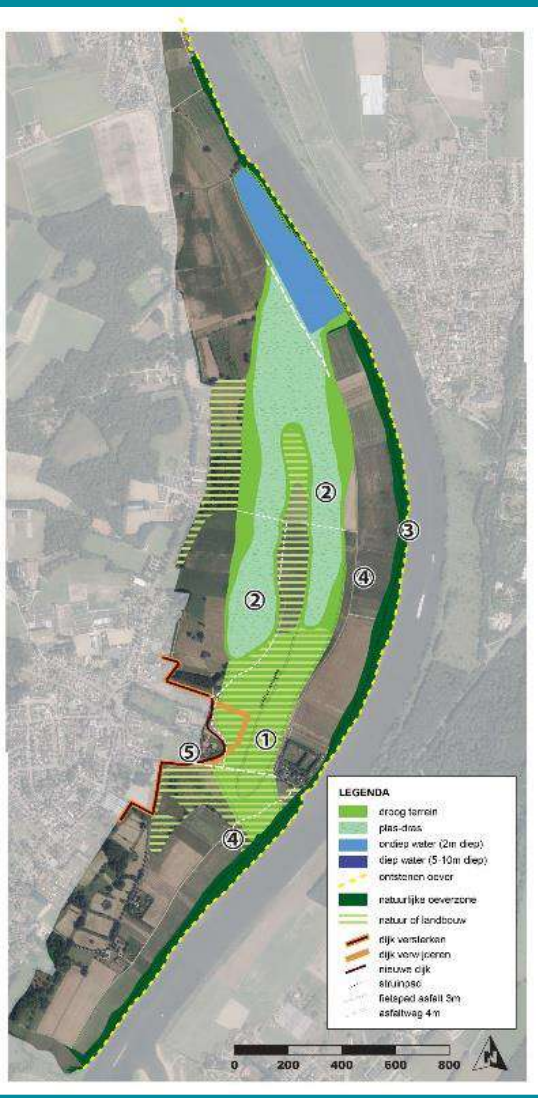 ②
②
③
④
①
⑤
④
LEGENDA
droog terrein
plas-dras
ondiep water (2m diep)
diep water (5-10m diep)
ontstenen oever
natuurlijke oeverzone
natuur of landbouw
dijk versterken
dijk verwijderen
nieuwe dijk
struinpad
fietspad asfalt 3m
asfaltweg 4m
0 200 400 600 800
N